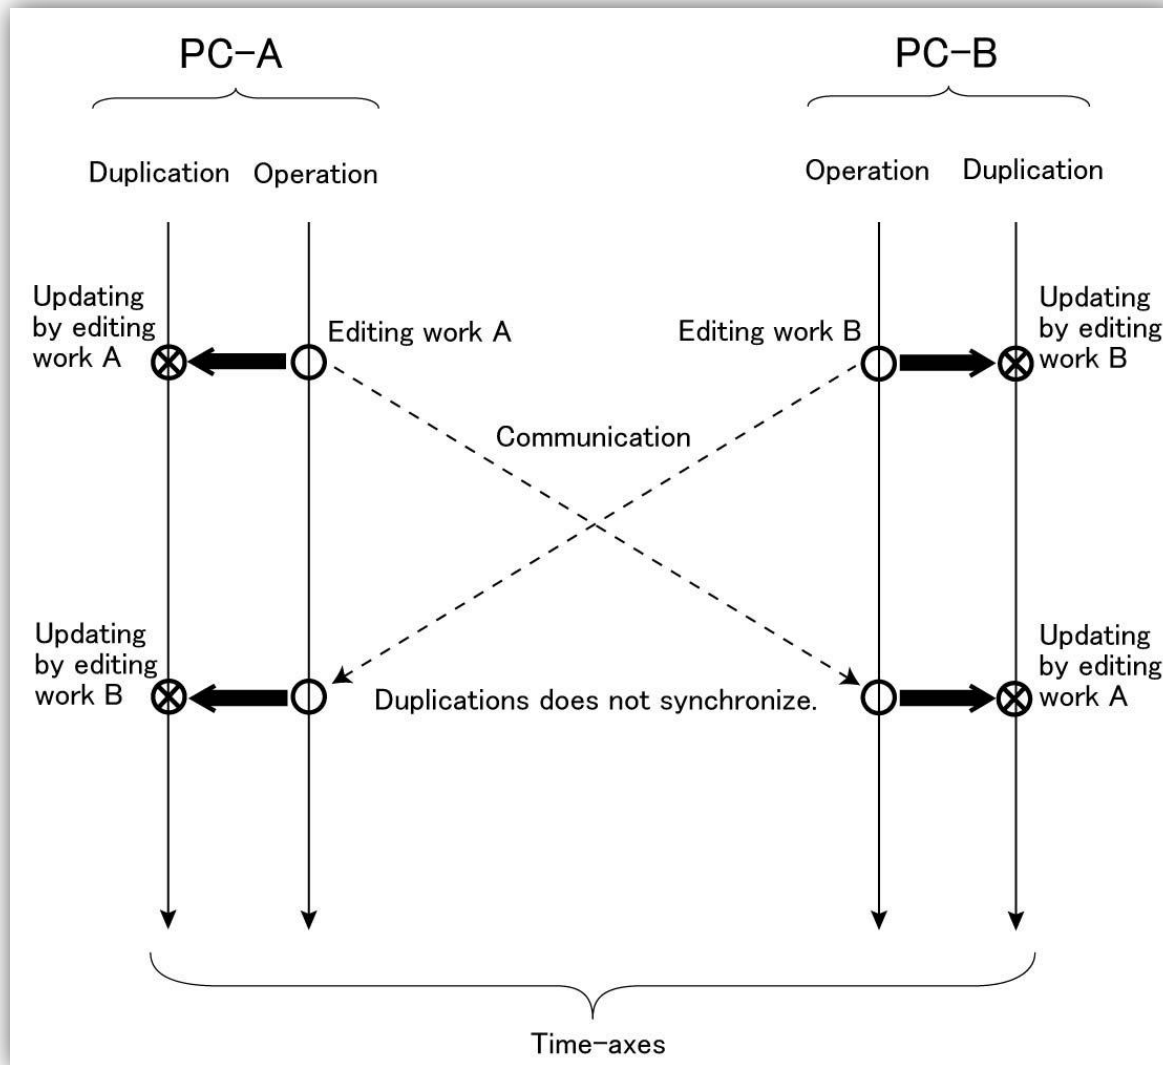 PC-A
PC-B
Duplication
Operation
Operation
Duplication
Updating
by editing
work A
Editing work A
Editing work B
Updating
by editing
work B
Communication
Updating
by editing
work B
Duplications does not synchronize.
Updating
by editing
work A
Time-axes